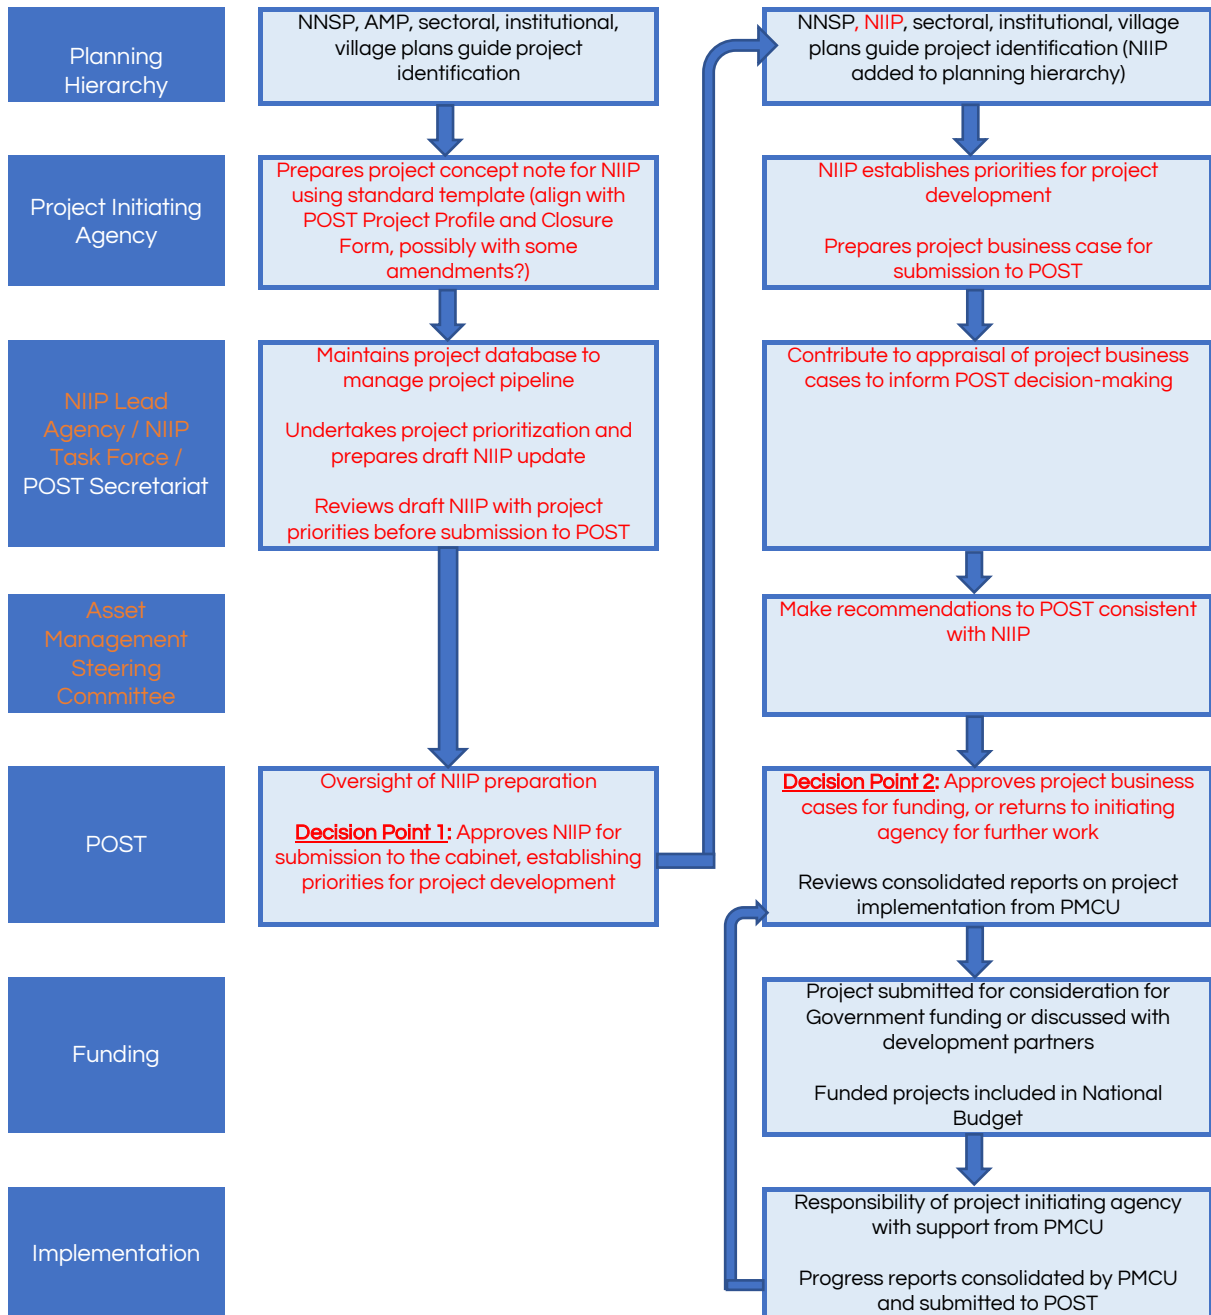 Planning
Hierarchy
NNSP, AMP, sectoral, institutional,
village plans guide project
identification
NNSP, NIIP, sectoral, institutional, village
plans guide project identification (NIIP
added to planning hierarchy)
Project Initiating
Agency
Prepares project concept note for NIIP
using standard template (align with
POST Project Profile and Closure
Form, possibly with some
amendments?)
NIIP establishes priorities for project
development
Prepares project business case for
submission to POST
NIIP Lead
Agency / NIIP
Task Force /
POST Secretariat
Maintains project database to
manage project pipeline
Undertakes project prioritization and
prepares draft NIIP update
Reviews draft NIIP with project
priorities before submission to POST
Contribute to appraisal of project business
cases to inform POST decision-making
Asset
Management
Steering
Committee
Make recommendations to POST consistent
with NIIP
POST
Oversight of NIIP preparation
Decision Point 1: Approves NIIP for
submission to the cabinet, establishing
priorities for project development
Decision Point 2: Approves project business
cases for funding, or returns to initiating
agency for further work
Reviews consolidated reports on project
implementation from PMCU
Funding
Project submitted for consideration for
Government funding or discussed with
development partners
Funded projects included in National
Budget
Implementation
Responsibility of project initiating agency
with support from PMCU
Progress reports consolidated by PMCU
and submitted to POST